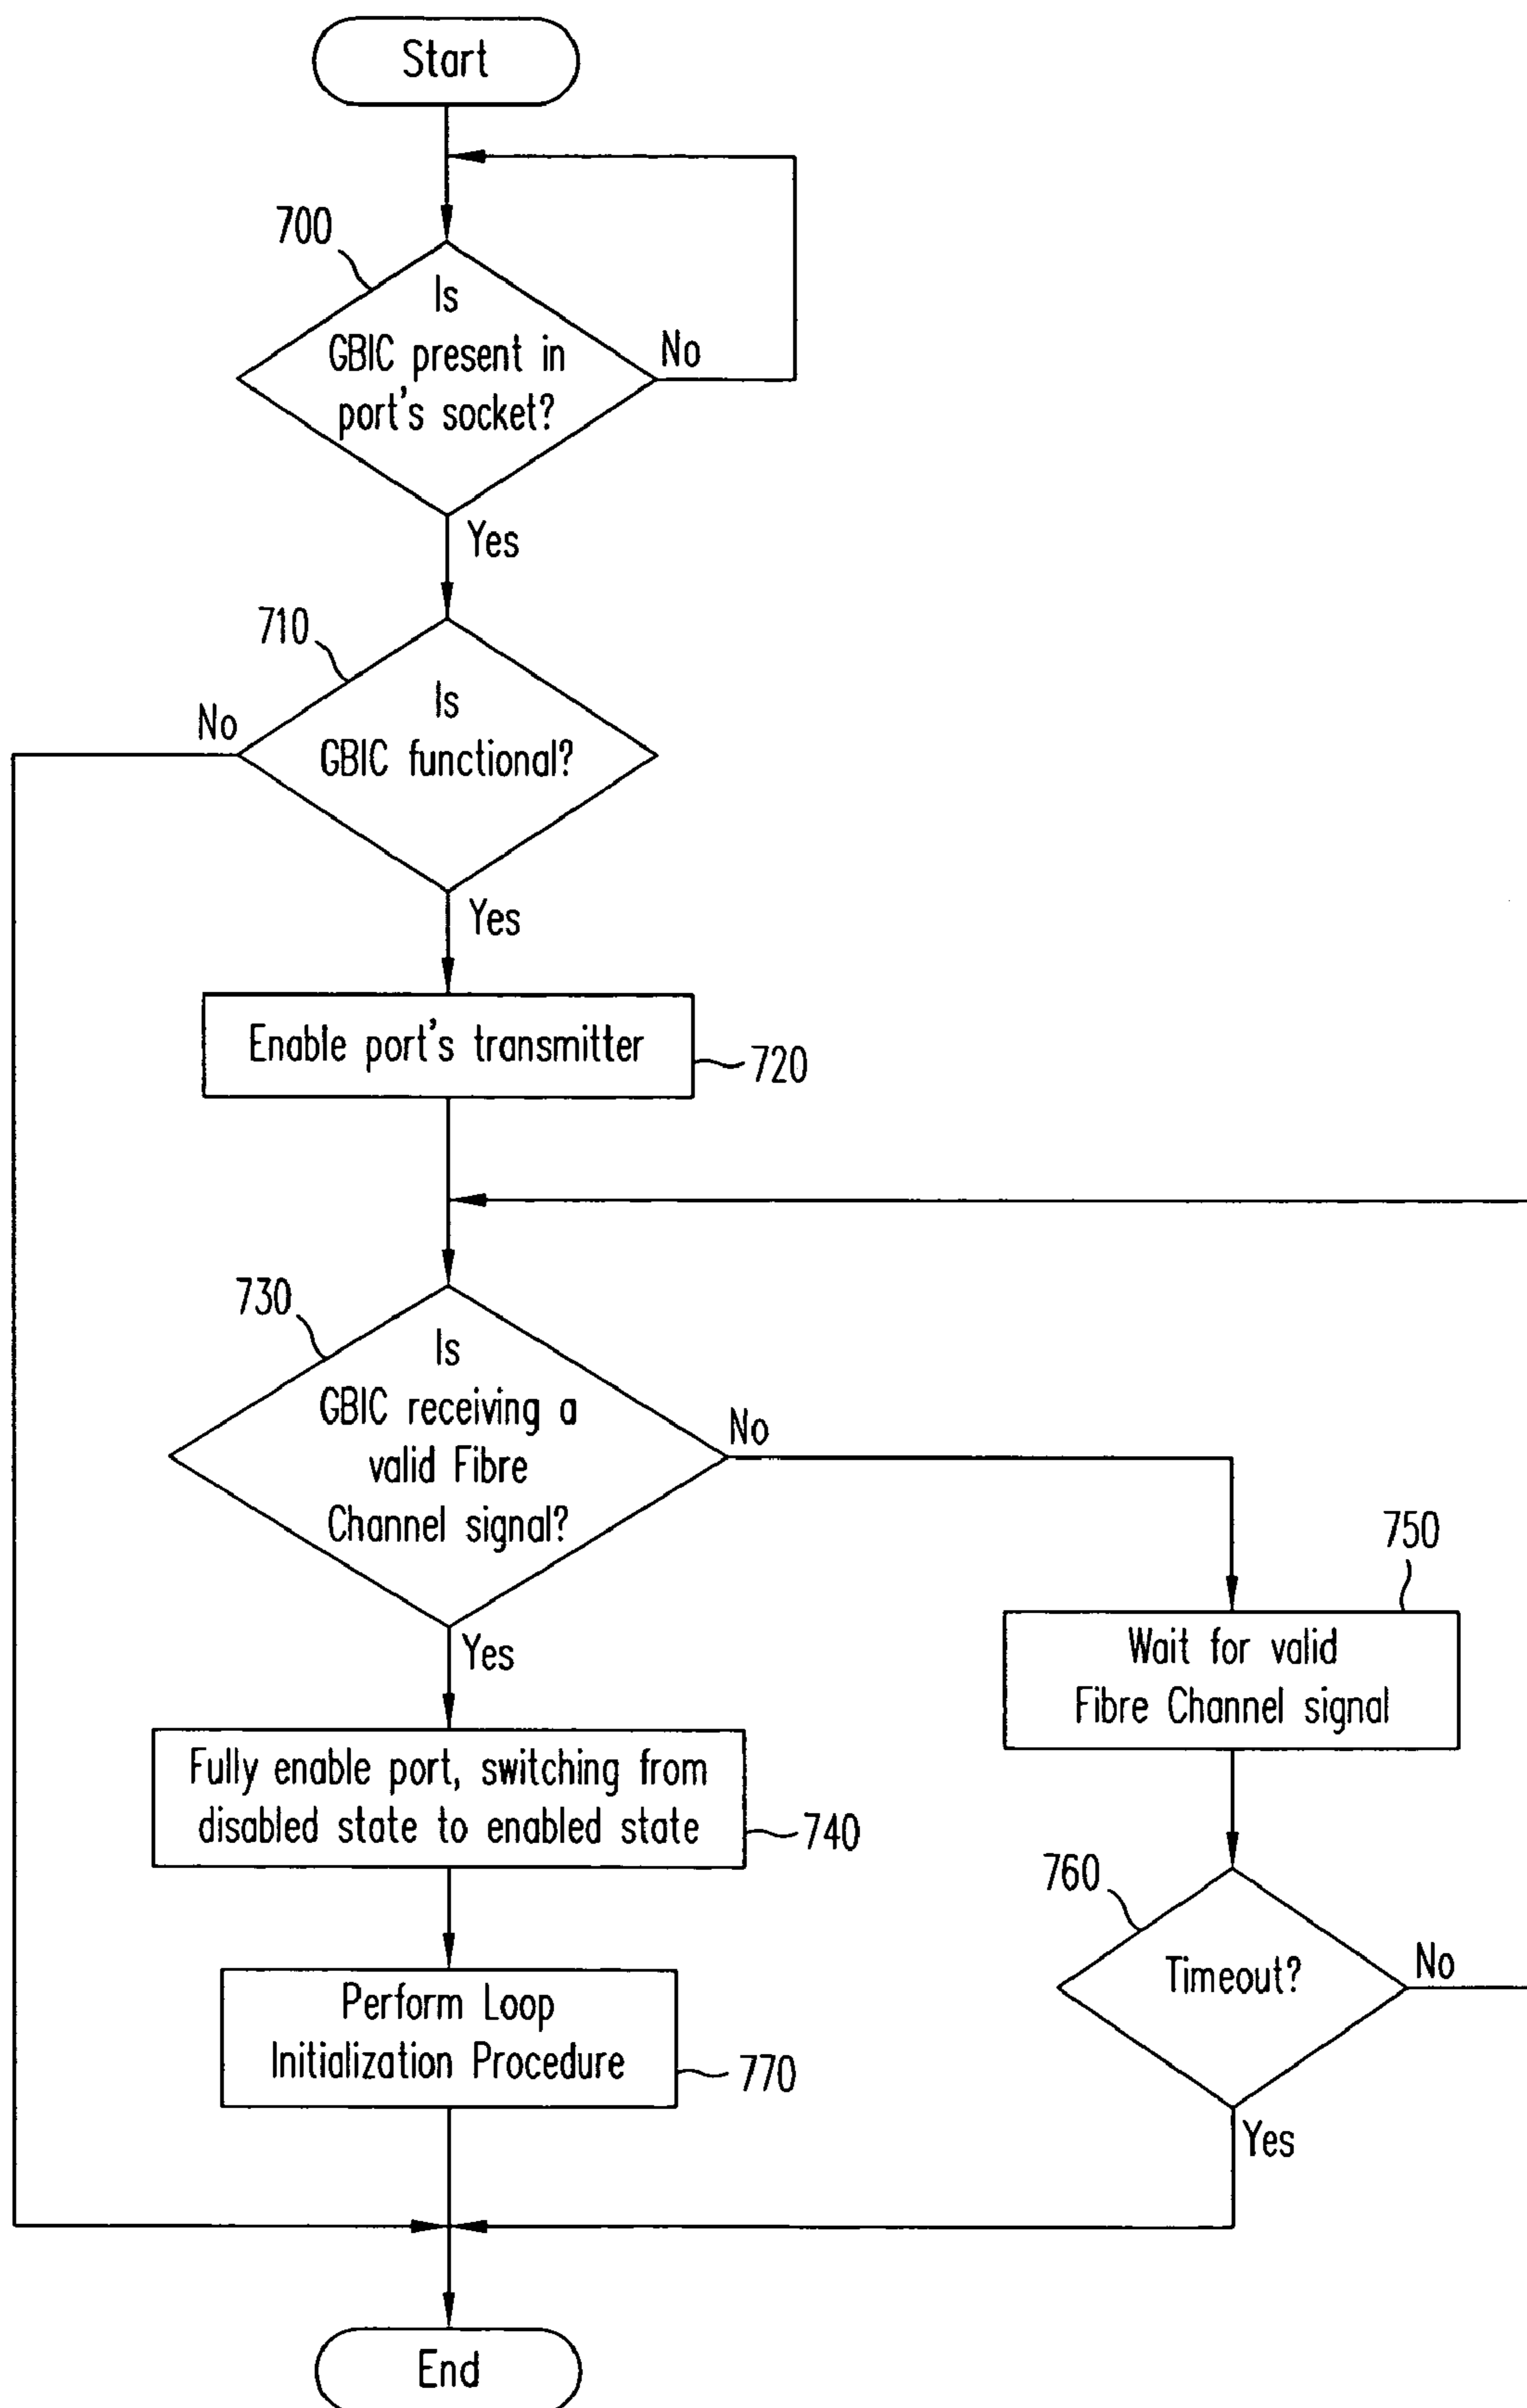 Start
700
Is
GBIC present in
port's socket?
No
Yes
710
Is
GBIC functional?
No
Yes
Enable port's transmitter
720
730
Is
GBIC receiving a
valid Fibre
Channel signal?
No
Yes
750
Wait for valid
Fibre Channel signal
Fully enable port, switching from
disabled state to enabled state
740
760
Timeout?
No
Yes
Perform Loop
Initialization Procedure
770
End